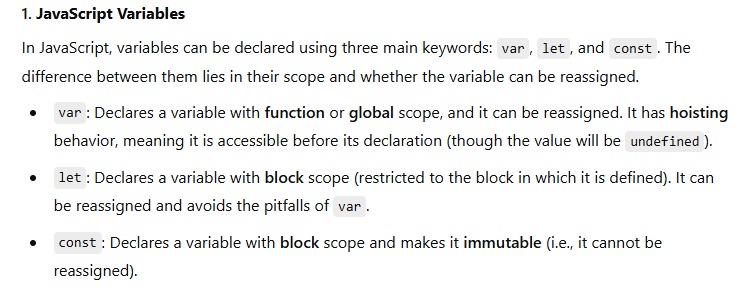 1. JavaScript Variables
In JavaScript, variables can be declared using three main keywords: var, let, and const. The
difference between them lies in their scope and whether the variable can be reassigned.
• var: Declares a variable with function or global scope, and it can be reassigned. It has hoisting
behavior, meaning it is accessible before its declaration (though the value will be undefined).
• let: Declares a variable with block scope (restricted to the block in which it is defined). It can
be reassigned and avoids the pitfalls of var.
• const: Declares a variable with block scope and makes it immutable (i.e., it cannot be
reassigned).